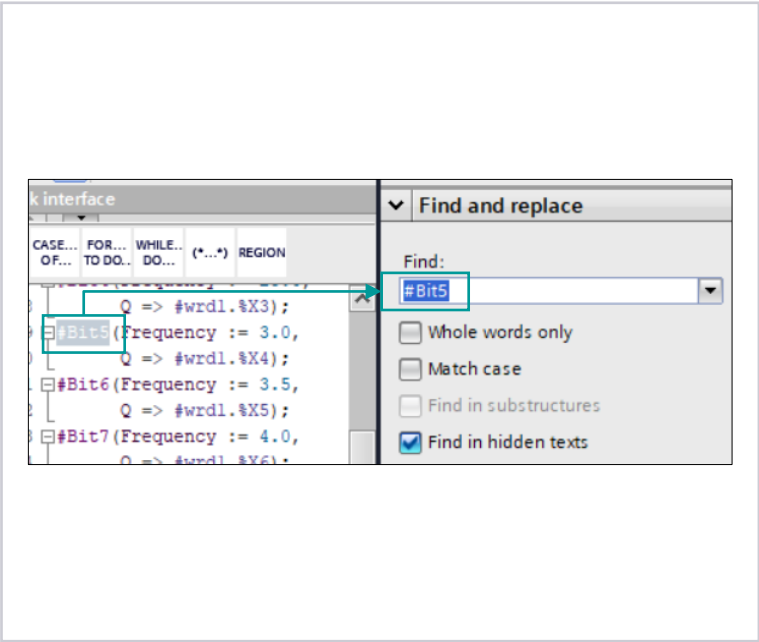 k interface
CASE... FOR... WHILE.. (*...*) REGION
OF... TO DO.. DO...
Q => #wrd1.%X3);
#Bit5(Frequency := 3.0,
Q => #wrd1.%X4);
#Bit6(Frequency := 3.5,
Q => #wrd1.%X5);
#Bit7(Frequency := 4.0,
Q => #wrd1.%X6);
Find and replace
Find:
#Bit5
Whole words only
Match case
Find in substructures
Find in hidden texts